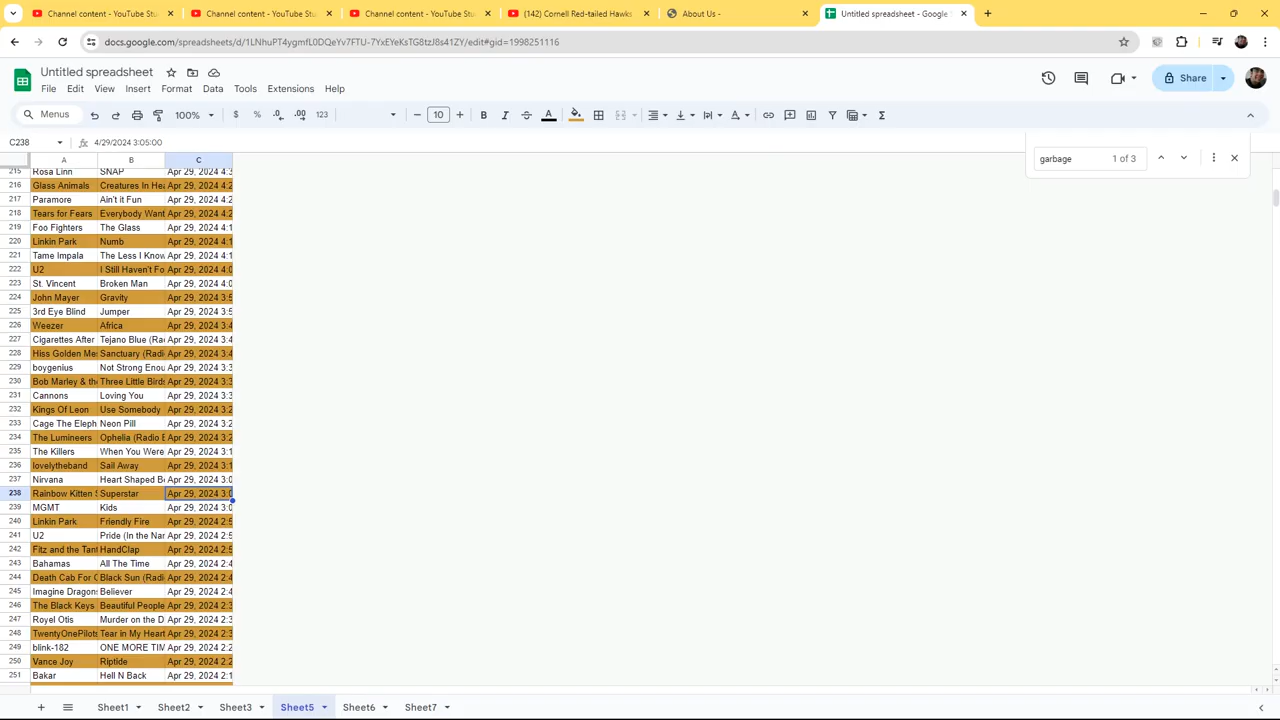 Channel content - YouTube Stu
Channel content - YouTube Stu
Channel content - YouTube Stu
(142) Cornell Red-tailed Hawks
About Us -
Untitled spreadsheet - Google
docs.google.com/spreadsheets/d/1LNhuPT4ygmfL0DQeYv7FTU-7YxEYeKsTG8tzJ8s41ZY/edit#gid=1998251116
Untitled spreadsheet
File Edit View Insert Format Data Tools Extensions Help
Share
Menus 100% $ % .0 .00 123 10 B I A
C238 4/29/2024 3:05:00
garbage 1 of 3
A B C
215 Rosa Linn SNAP Apr 29, 2024 4:3
216 Glass Animals Creatures In Hea Apr 29, 2024 4:2
217 Paramore Ain't it Fun Apr 29, 2024 4:2
218 Tears for Fears Everybody Want Apr 29, 2024 4:2
219 Foo Fighters The Glass Apr 29, 2024 4:1
220 Linkin Park Numb Apr 29, 2024 4:1
221 Tame Impala The Less I Know Apr 29, 2024 4:1
222 U2 I Still Haven't Fo Apr 29, 2024 4:0
223 St. Vincent Broken Man Apr 29, 2024 4:0
224 John Mayer Gravity Apr 29, 2024 3:5
225 3rd Eye Blind Jumper Apr 29, 2024 3:5
226 Weezer Africa Apr 29, 2024 3:4
227 Cigarettes After Tejano Blue (Ra Apr 29, 2024 3:4
228 Hiss Golden Me Sanctuary (Radi Apr 29, 2024 3:4
229 boygenius Not Strong Enou Apr 29, 2024 3:3
230 Bob Marley & th Three Little Birds Apr 29, 2024 3:3
231 Cannons Loving You Apr 29, 2024 3:3
232 Kings Of Leon Use Somebody Apr 29, 2024 3:2
233 Cage The Eleph Neon Pill Apr 29, 2024 3:2
234 The Lumineers Ophelia (Radio E Apr 29, 2024 3:2
235 The Killers When You Were Apr 29, 2024 3:1
236 lovelytheband Sail Away Apr 29, 2024 3:1
237 Nirvana Heart Shaped B Apr 29, 2024 3:0
238 Rainbow Kitten S Superstar Apr 29, 2024 3:0
239 MGMT Kids Apr 29, 2024 3:0
240 Linkin Park Friendly Fire Apr 29, 2024 2:5
241 U2 Pride (In the Nar Apr 29, 2024 2:5
242 Fitz and the Tant HandClap Apr 29, 2024 2:5
243 Bahamas All The Time Apr 29, 2024 2:4
244 Death Cab For C Black Sun (Radi Apr 29, 2024 2:4
245 Imagine Dragon Believer Apr 29, 2024 2:4
246 The Black Keys Beautiful People Apr 29, 2024 2:3
247 Royel Otis Murder on the D Apr 29, 2024 2:3
248 TwentyOnePilots Tear in My Heart Apr 29, 2024 2:3
249 blink-182 ONE MORE TIM Apr 29, 2024 2:2
250 Vance Joy Riptide Apr 29, 2024 2:2
251 Bakar Hell N Back Apr 29, 2024 2:1
Sheet1 Sheet2 Sheet3 Sheet5 Sheet6 Sheet7